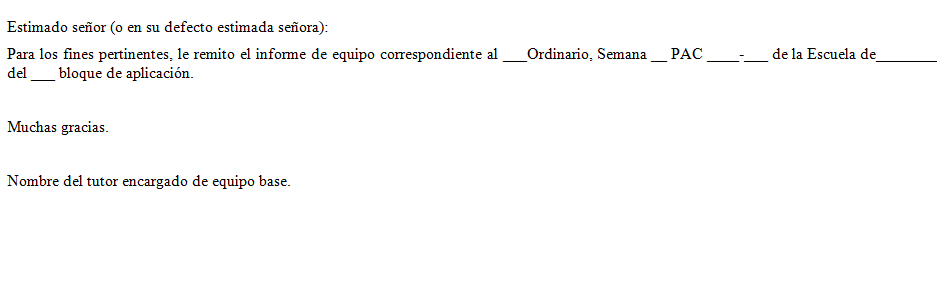 Estimado señor (o en su defecto estimada señora):
Para los fines pertinentes, le remito el informe de equipo correspondiente al ___Ordinario, Semana __ PAC ____-___ de la Escuela de________
del ___ bloque de aplicación.
Muchas gracias.
Nombre del tutor encargado de equipo base.